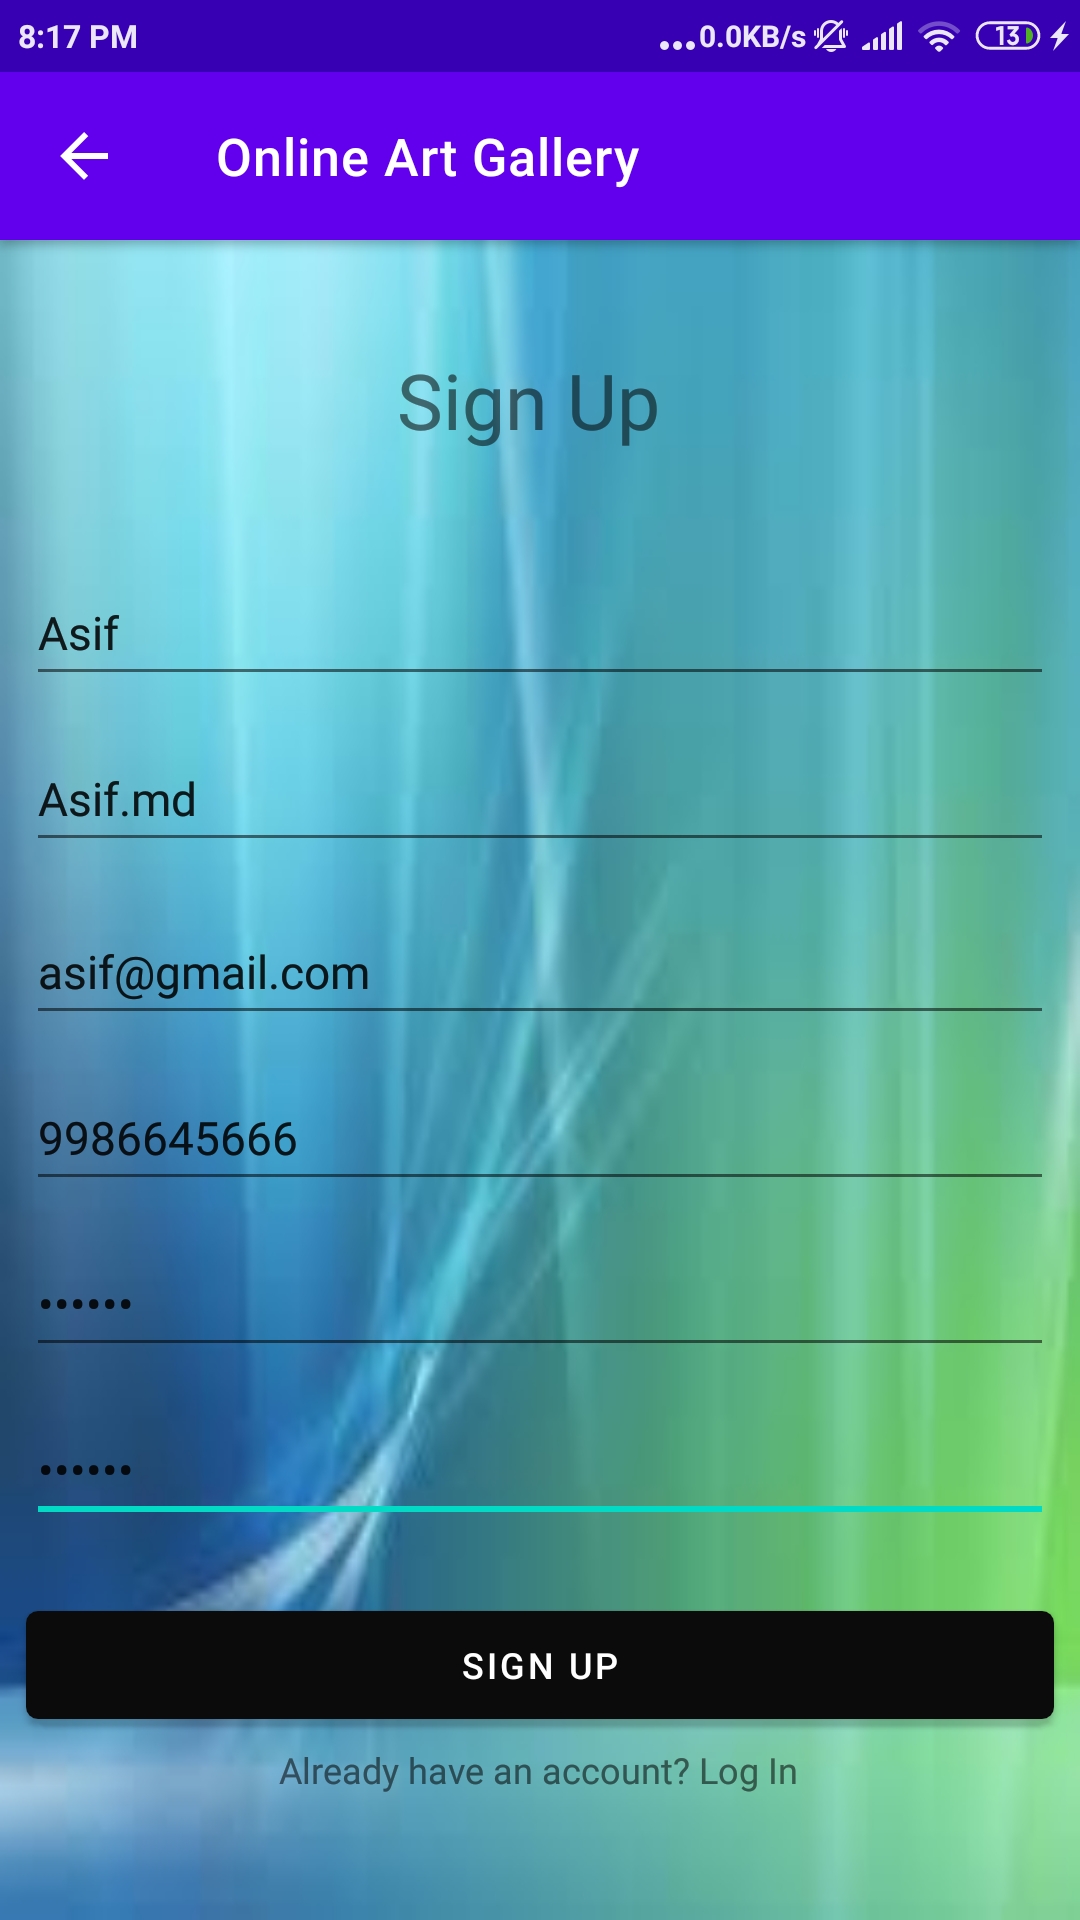 8:17 PM ...0.0KB/s 13
Online Art Gallery
Sign Up
Asif
Asif.md
asif@gmail.com
9986645666
••••••
••••••
SIGN UP
Already have an account? Log In